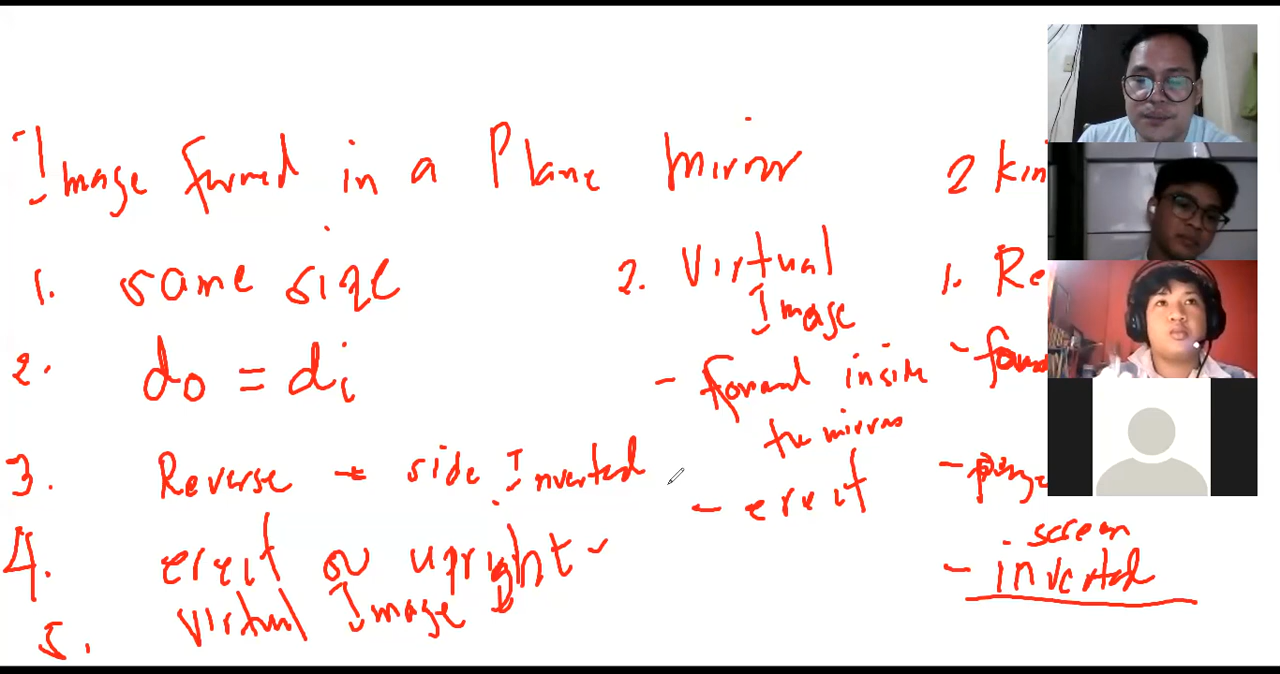 Image formed in a Plane mirror
1. same size
2. do = di
3. Reverse → side Inverted
4. erect or upright
5. virtual Image
2. Virtual
Image
- formed inside
the mirror
- erect
2 kin
1. Re
-
-
screen
- inverted